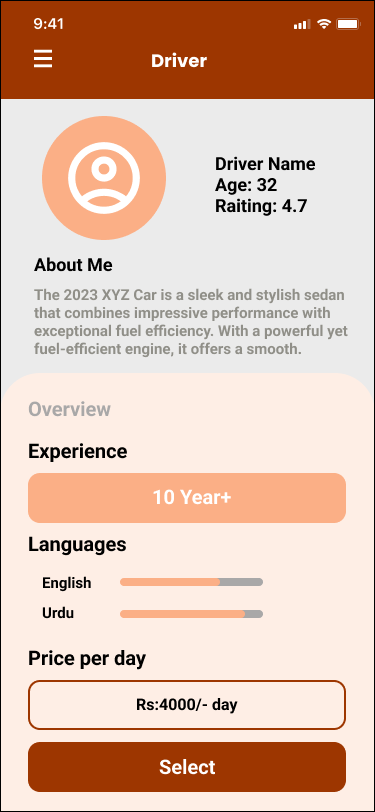 9:41
Driver
Driver Name
Age: 32
Raiting: 4.7
About Me
The 2023 XYZ Car is a sleek and stylish sedan
that combines impressive performance with
exceptional fuel efficiency. With a powerful yet
fuel-efficient engine, it offers a smooth.
Overview
Experience
10 Year+
Languages
English
Urdu
Price per day
Rs:4000/- day
Select